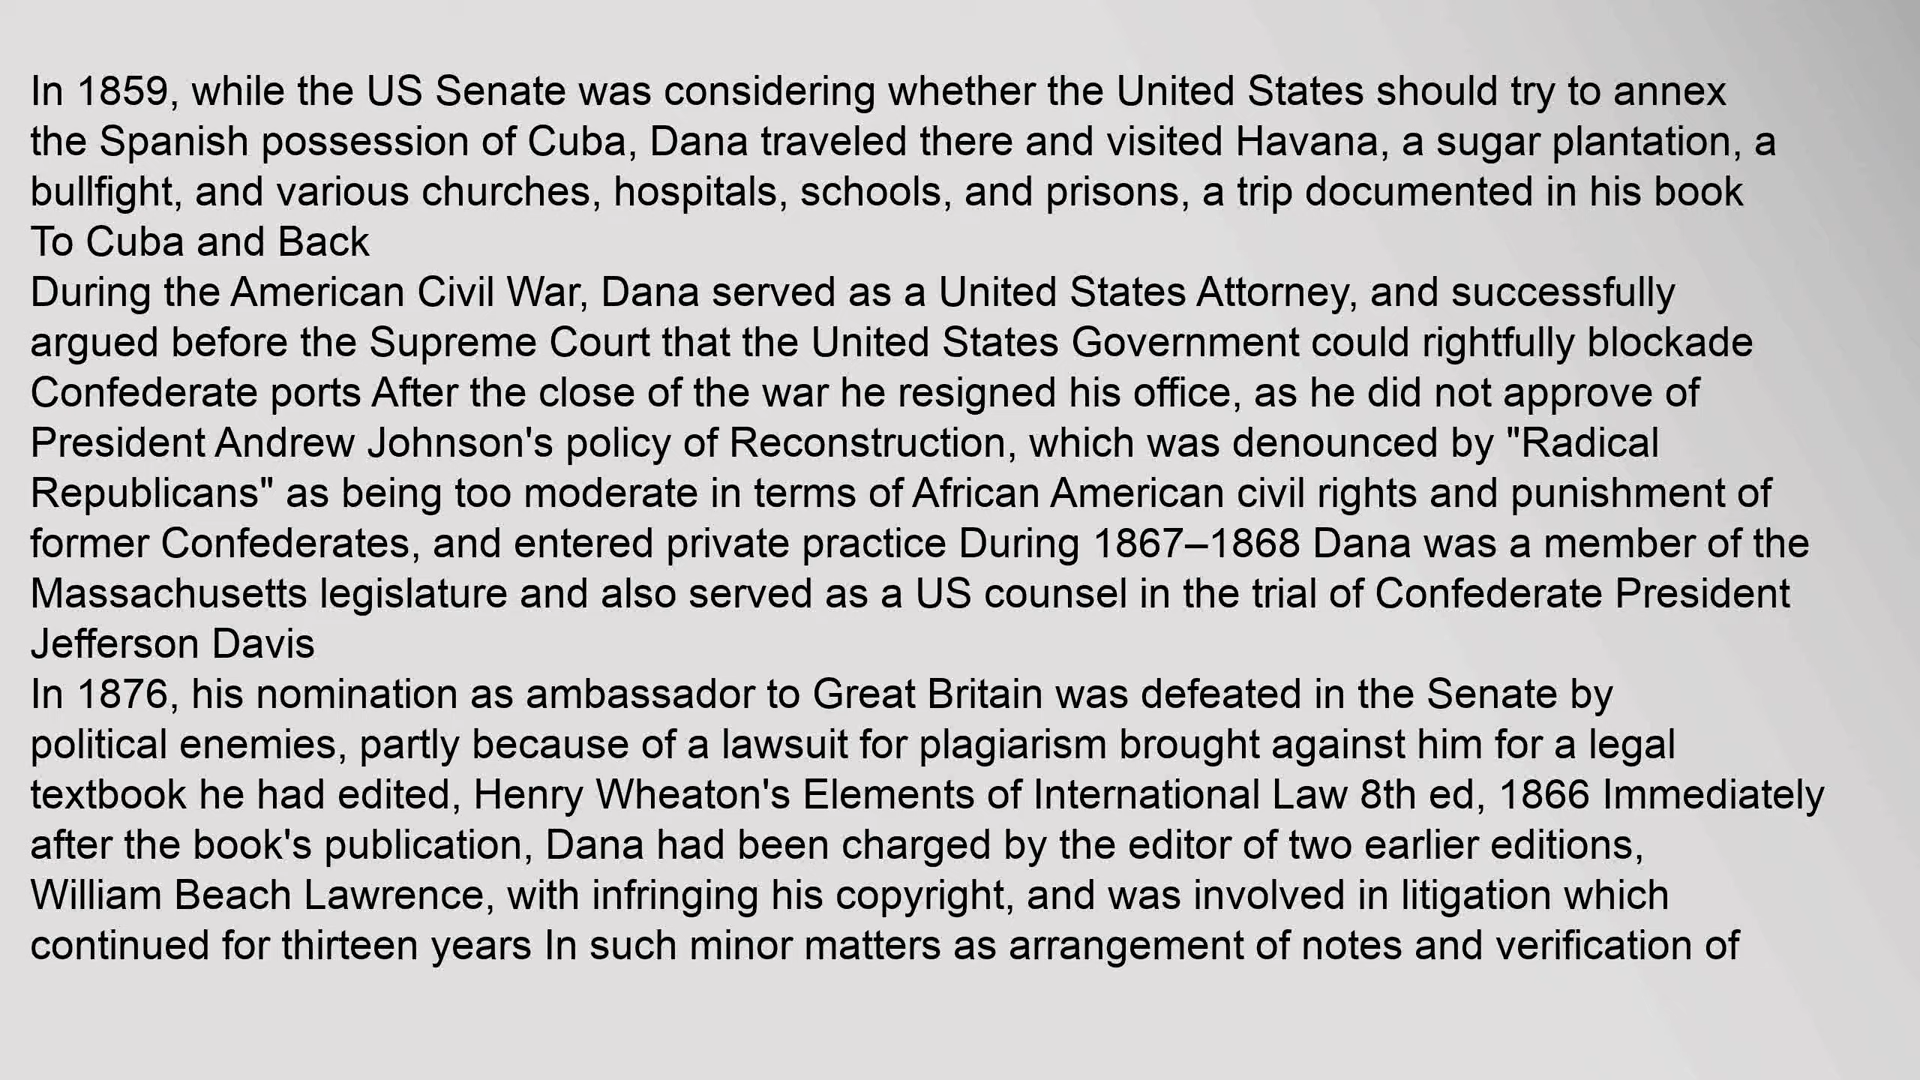 In 1859, while the US Senate was considering whether the United States should try to annex
the Spanish possession of Cuba, Dana traveled there and visited Havana, a sugar plantation, a
bullfight, and various churches, hospitals, schools, and prisons, a trip documented in his book
To Cuba and Back
During the American Civil War, Dana served as a United States Attorney, and successfully
argued before the Supreme Court that the United States Government could rightfully blockade
Confederate ports After the close of the war he resigned his office, as he did not approve of
President Andrew Johnson's policy of Reconstruction, which was denounced by "Radical
Republicans" as being too moderate in terms of African American civil rights and punishment of
former Confederates, and entered private practice During 1867–1868 Dana was a member of the
Massachusetts legislature and also served as a US counsel in the trial of Confederate President
Jefferson Davis
In 1876, his nomination as ambassador to Great Britain was defeated in the Senate by
political enemies, partly because of a lawsuit for plagiarism brought against him for a legal
textbook he had edited, Henry Wheaton's Elements of International Law 8th ed, 1866 Immediately
after the book's publication, Dana had been charged by the editor of two earlier editions,
William Beach Lawrence, with infringing his copyright, and was involved in litigation which
continued for thirteen years In such minor matters as arrangement of notes and verification of